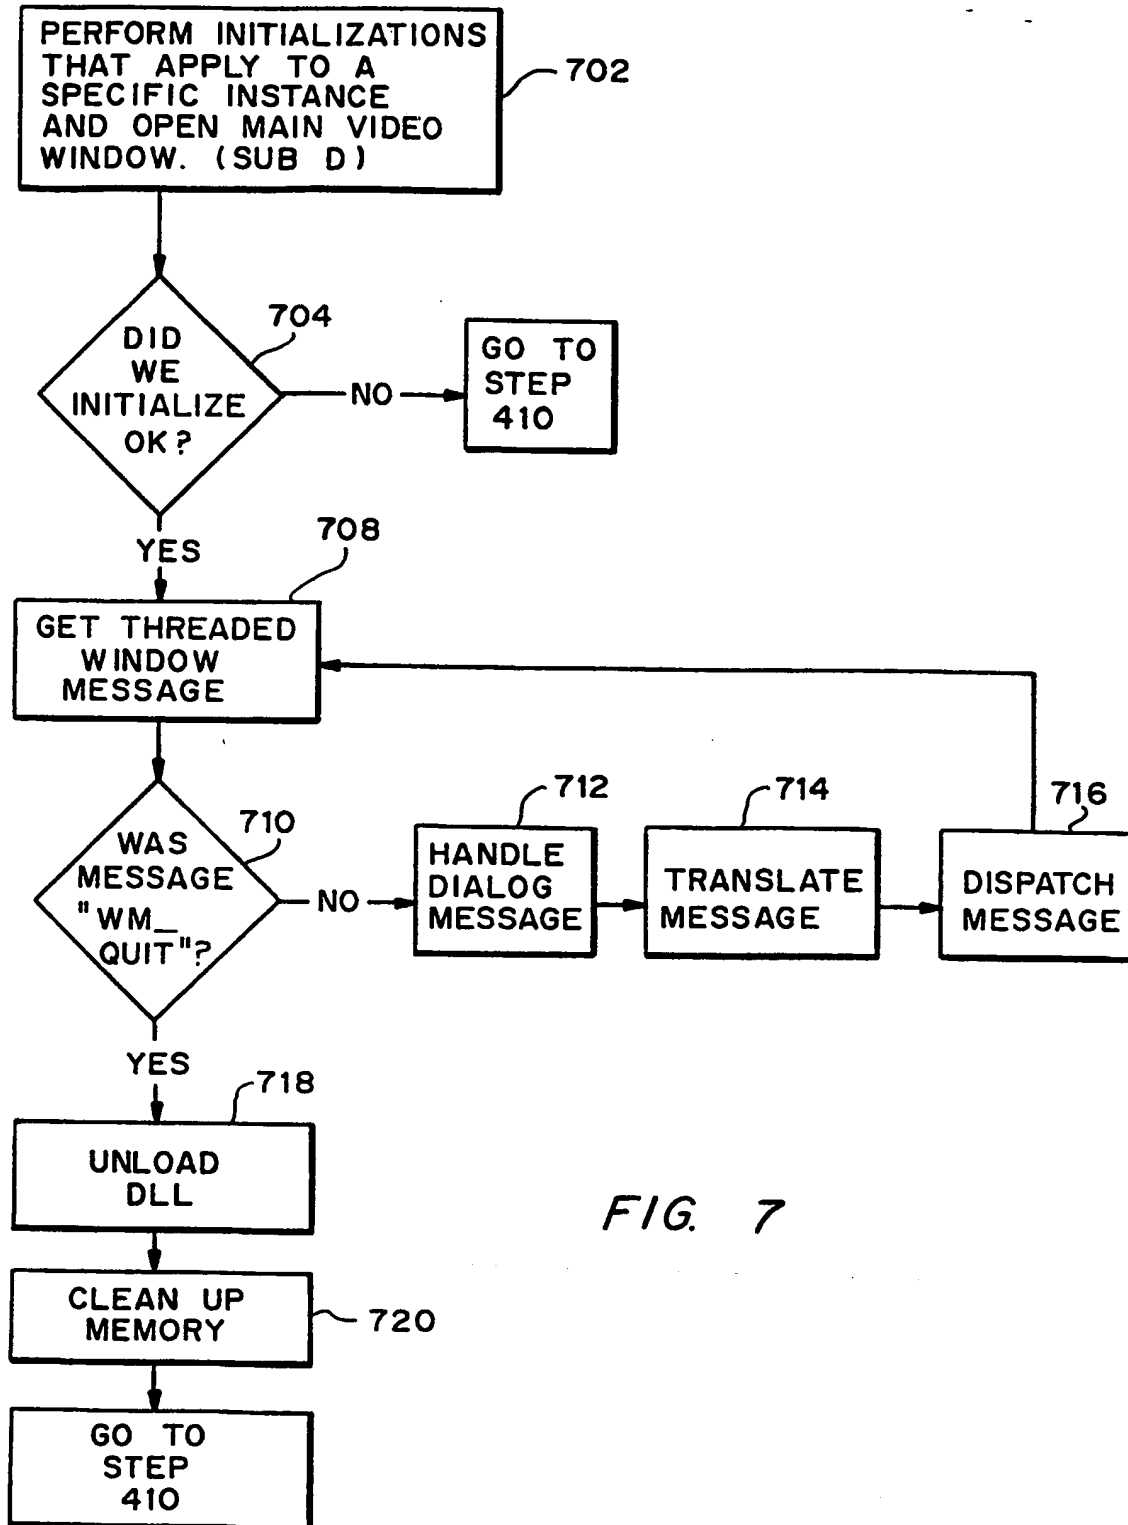 PERFORM INITIALIZATIONS
THAT APPLY TO A
SPECIFIC INSTANCE
AND OPEN MAIN VIDEO
WINDOW. (SUB D)
702
DID
WE
INITIALIZE
OK?
704
NO
GO TO
STEP
410
YES
708
GET THREADED
WINDOW
MESSAGE
WAS
MESSAGE
"WM_
QUIT"?
710
NO
712
HANDLE
DIALOG
MESSAGE
714
TRANSLATE
MESSAGE
716
DISPATCH
MESSAGE
YES
718
UNLOAD
DLL
CLEAN UP
MEMORY
720
GO TO
STEP
410
FIG. 7